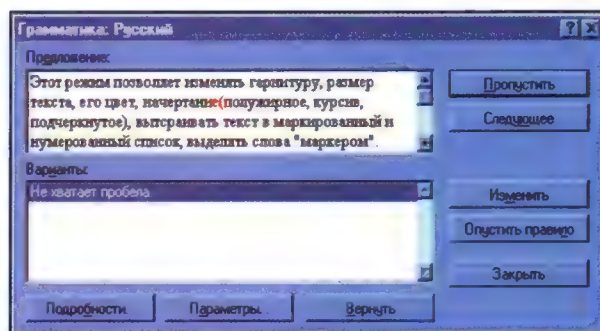 Грамматика: Русский
Предложение:
Этот режим позволяет изменять гарнитуру, размер
текста, его цвет, начертание(полужирное, курсив,
подчеркнутое), вытсраивать текст в маркированный и
нумерованный список, выделять слова "маркером".
Пропустить
Следующее
Варианты:
Не хватает пробела.
Изменить
Опустить правило
Закрыть
Подробности
Параметры...
Вернуть